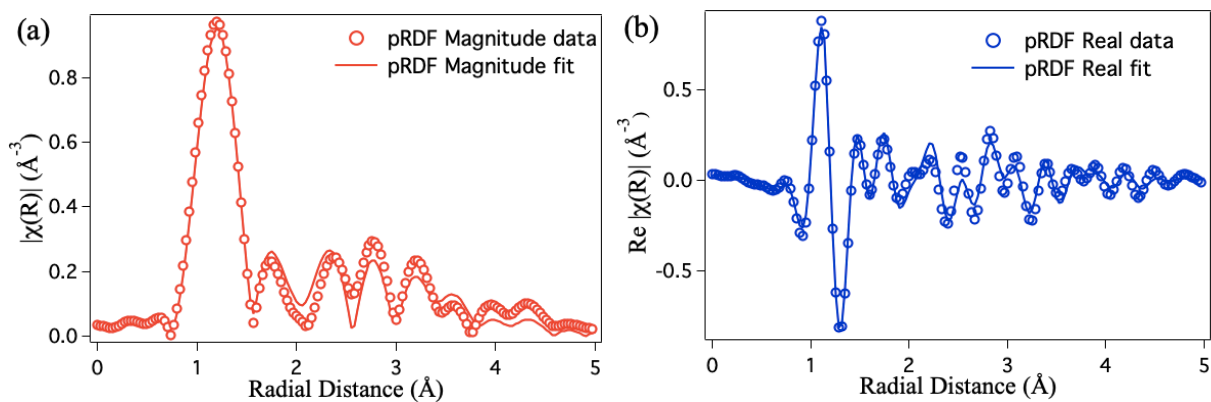 (a)
pRDF Magnitude data
pRDF Magnitude fit
|χ(R)| (Å⁻³)
0.8
0.6
0.4
0.2
0.0
0 1 2 3 4 5
Radial Distance (Å)
(b)
pRDF Real data
pRDF Real fit
Re |χ(R)| (Å⁻³)
0.5
0.0
-0.5
0 1 2 3 4 5
Radial Distance (Å)